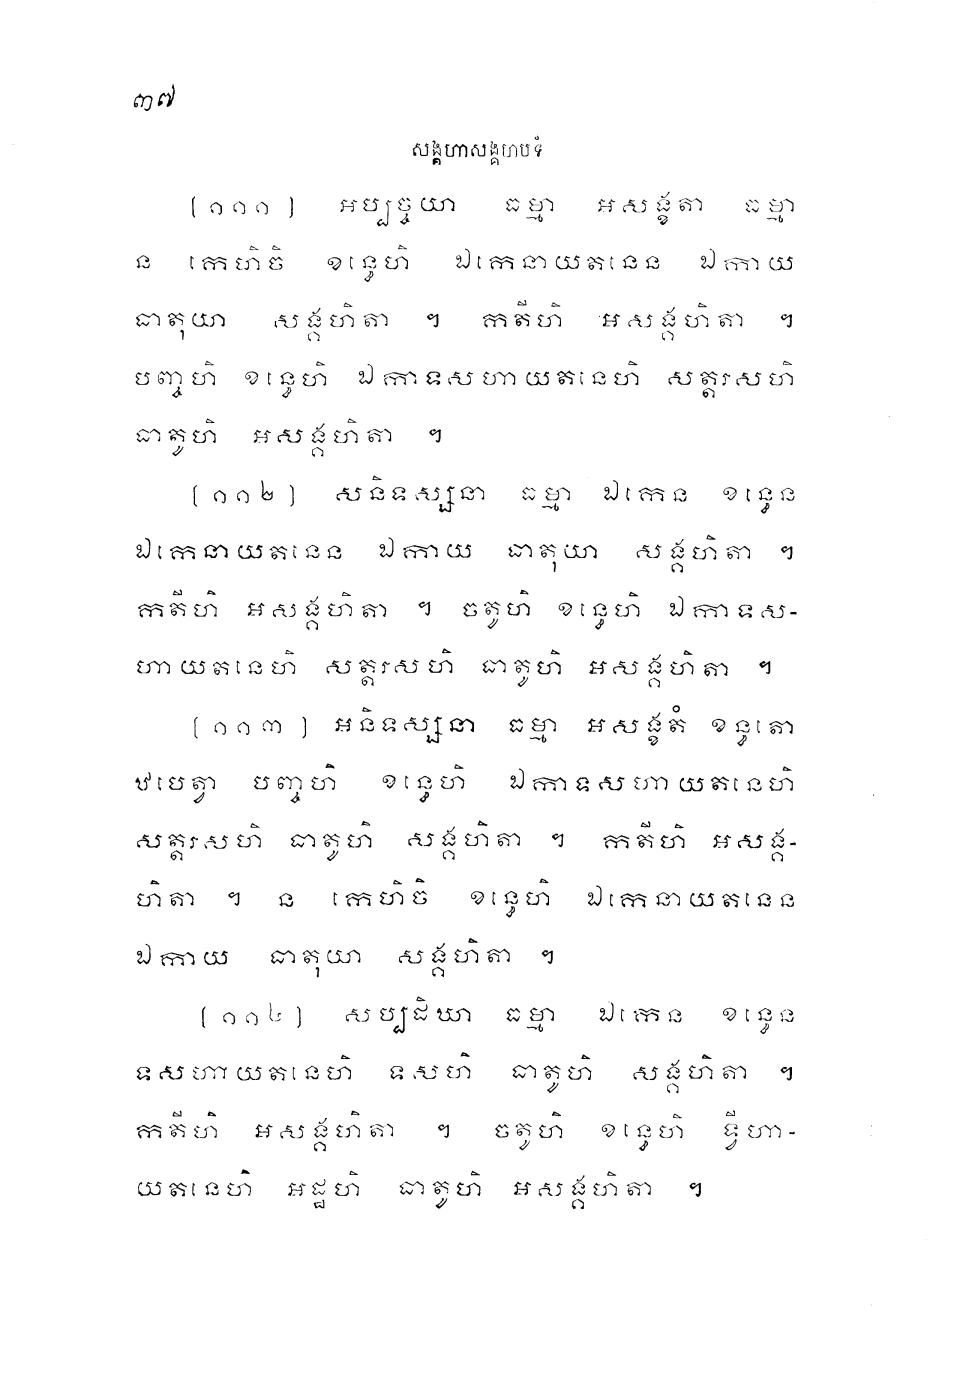 ៣៧
សង្គហាសង្គហបទំ
(១១១) អប្បច្ចយា ធម្មា អសង្ខតា ធម្មា
ន កេហិចិ ខន្ធេហិ ឯកេនាយតនេន ឯកាយ
ធាតុយា សង្គហិតា ។ កតីហិ អសង្គហិតា ។
បញ្ចហិ ខន្ធេហិ ឯកាទសហាយតនេហិ សត្តរសហិ
ធាតូហិ អសង្គហិតា ។
(១១២) សនិទស្សនា ធម្មា ឯកេន ខន្ធេន
ឯកេនាយតនេន ឯកាយ ធាតុយា សង្គហិតា ។
កតីហិ អសង្គហិតា ។ ចតូហិ ខន្ធេហិ ឯកាទស-
ហាយតនេហិ សត្តរសហិ ធាតូហិ អសង្គហិតា ។
(១១៣) អនិទស្សនា ធម្មា អសង្ខតំ ខន្ធតោ
ឋបេត្វា បញ្ចហិ ខន្ធេហិ ឯកាទសហាយតនេហិ
សត្តរសហិ ធាតូហិ សង្គហិតា ។ កតីហិ អសង្គ-
ហិតា ។ ន កេហិចិ ខន្ធេហិ ឯកេនាយតនេន
ឯកាយ ធាតុយា សង្គហិតា ។
(១១៤) សប្បដិឃា ធម្មា ឯកេន ខន្ធេន
ទសហាយតនេហិ ទសហិ ធាតូហិ សង្គហិតា ។
កតីហិ អសង្គហិតា ។ ចតូហិ ខន្ធេហិ ទ្វីហា-
យតនេហិ អដ្ឋហិ ធាតូហិ អសង្គហិតា ។